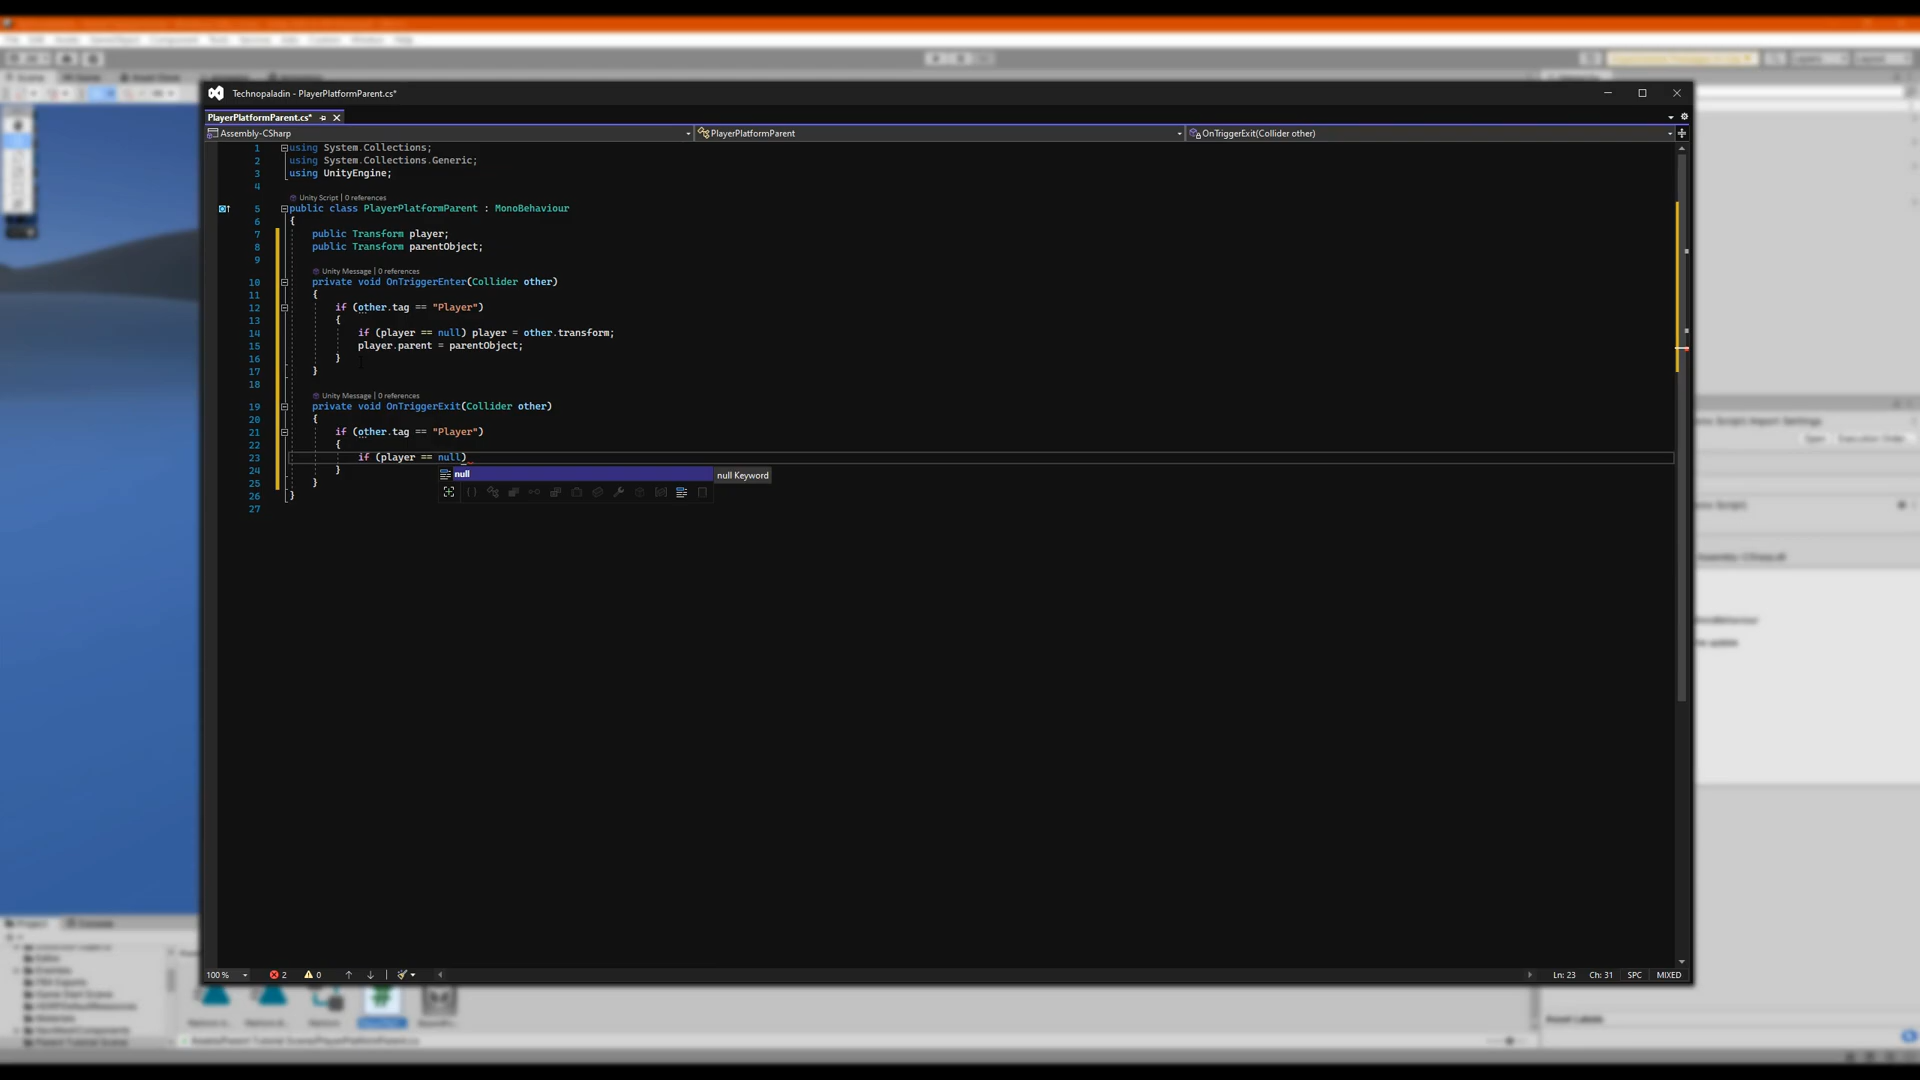 Technopaladin - PlayerPlatformParent.cs*
PlayerPlatformParent.cs*
Assembly-CSharp
PlayerPlatformParent
OnTriggerExit(Collider other)
1 using System.Collections;
2 using System.Collections.Generic;
3 using UnityEngine;
4
Unity Script | 0 references
5 public class PlayerPlatformParent : MonoBehaviour
6 {
7 public Transform player;
8 public Transform parentObject;
9
Unity Message | 0 references
10 private void OnTriggerEnter(Collider other)
11 {
12 if (other.tag == "Player")
13 {
14 if (player == null) player = other.transform;
15 player.parent = parentObject;
16 }
17 }
18
Unity Message | 0 references
19 private void OnTriggerExit(Collider other)
20 {
21 if (other.tag == "Player")
22 {
23 if (player == null)
24 }
null
null Keyword
25 }
26 }
27
100 %
2
0
Ln: 23
Ch: 31
SPC
MIXED